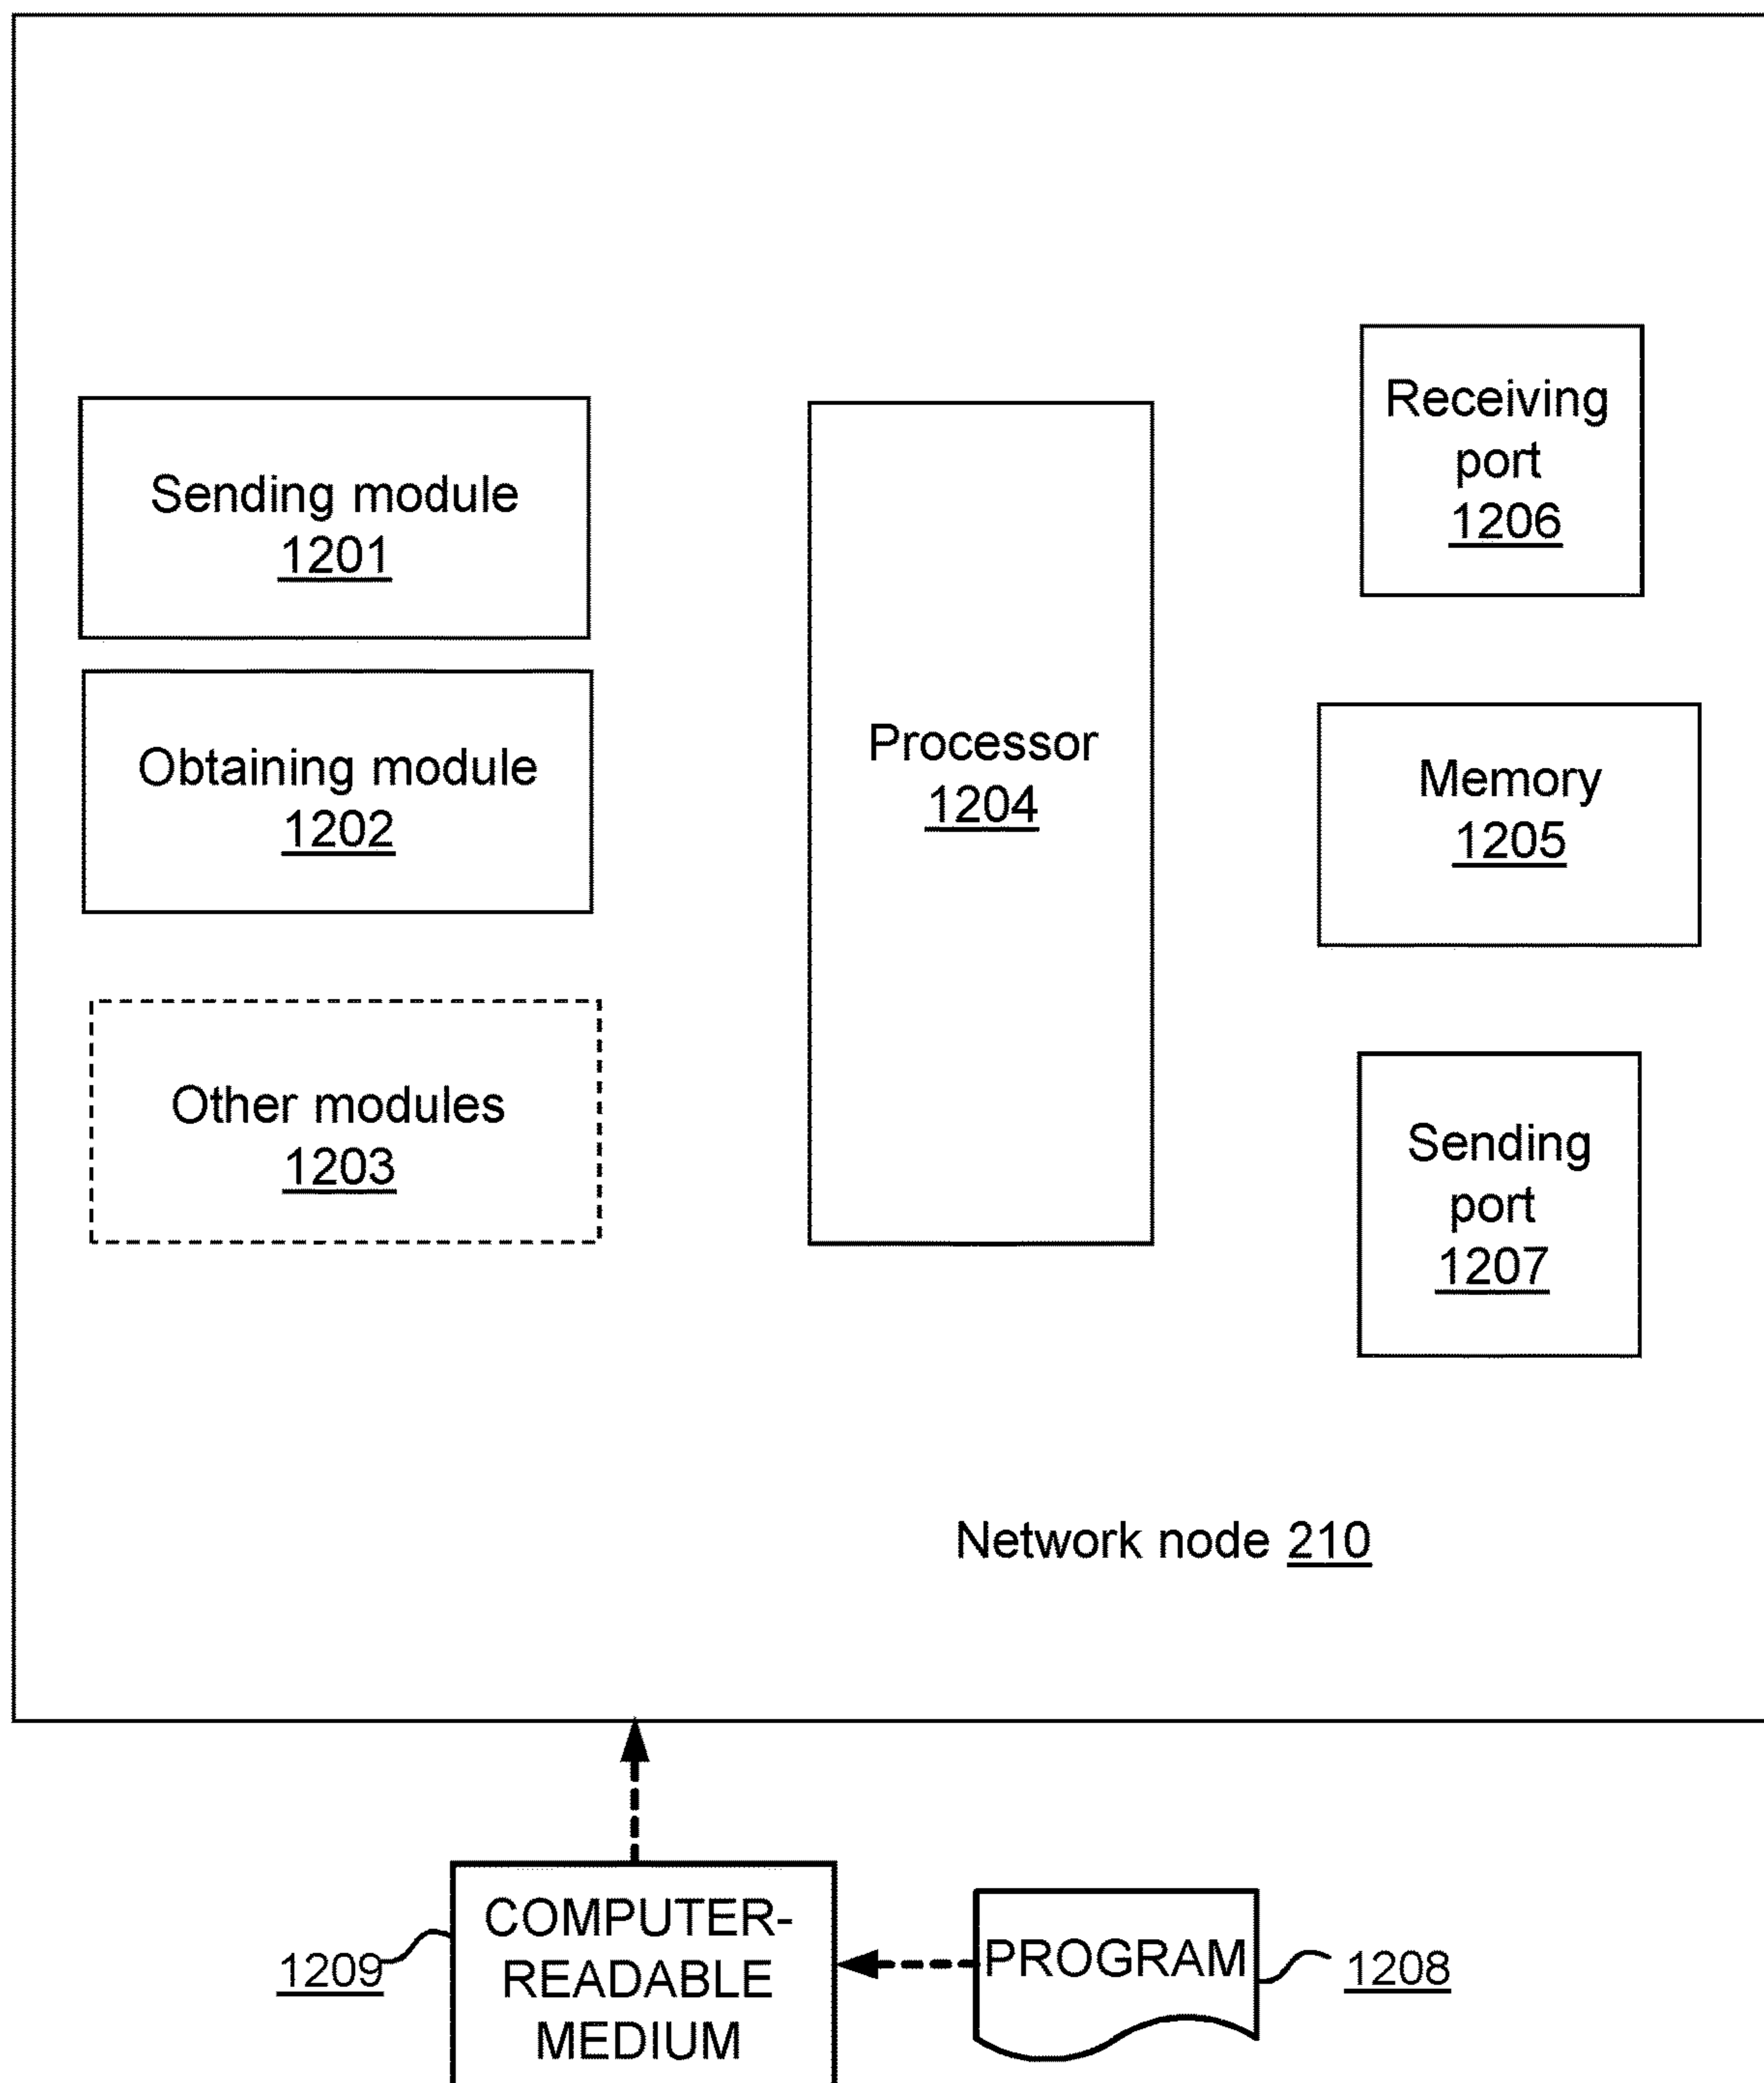 Sending module
1201
Obtaining module
1202
Other modules
1203
Processor
1204
Receiving
port
1206
Memory
1205
Sending
port
1207
Network node 210
COMPUTER-
READABLE
MEDIUM
1209
PROGRAM
1208